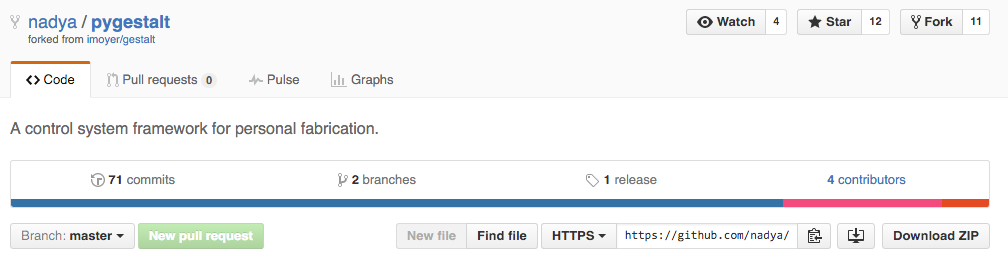 nadya / pygestalt
forked from imoyer/gestalt
Watch 4 Star 12 Fork 11
Code Pull requests 0 Pulse Graphs
A control system framework for personal fabrication.
71 commits 2 branches 1 release 4 contributors
Branch: master New pull request New file Find file HTTPS https://github.com/nadya/ Download ZIP